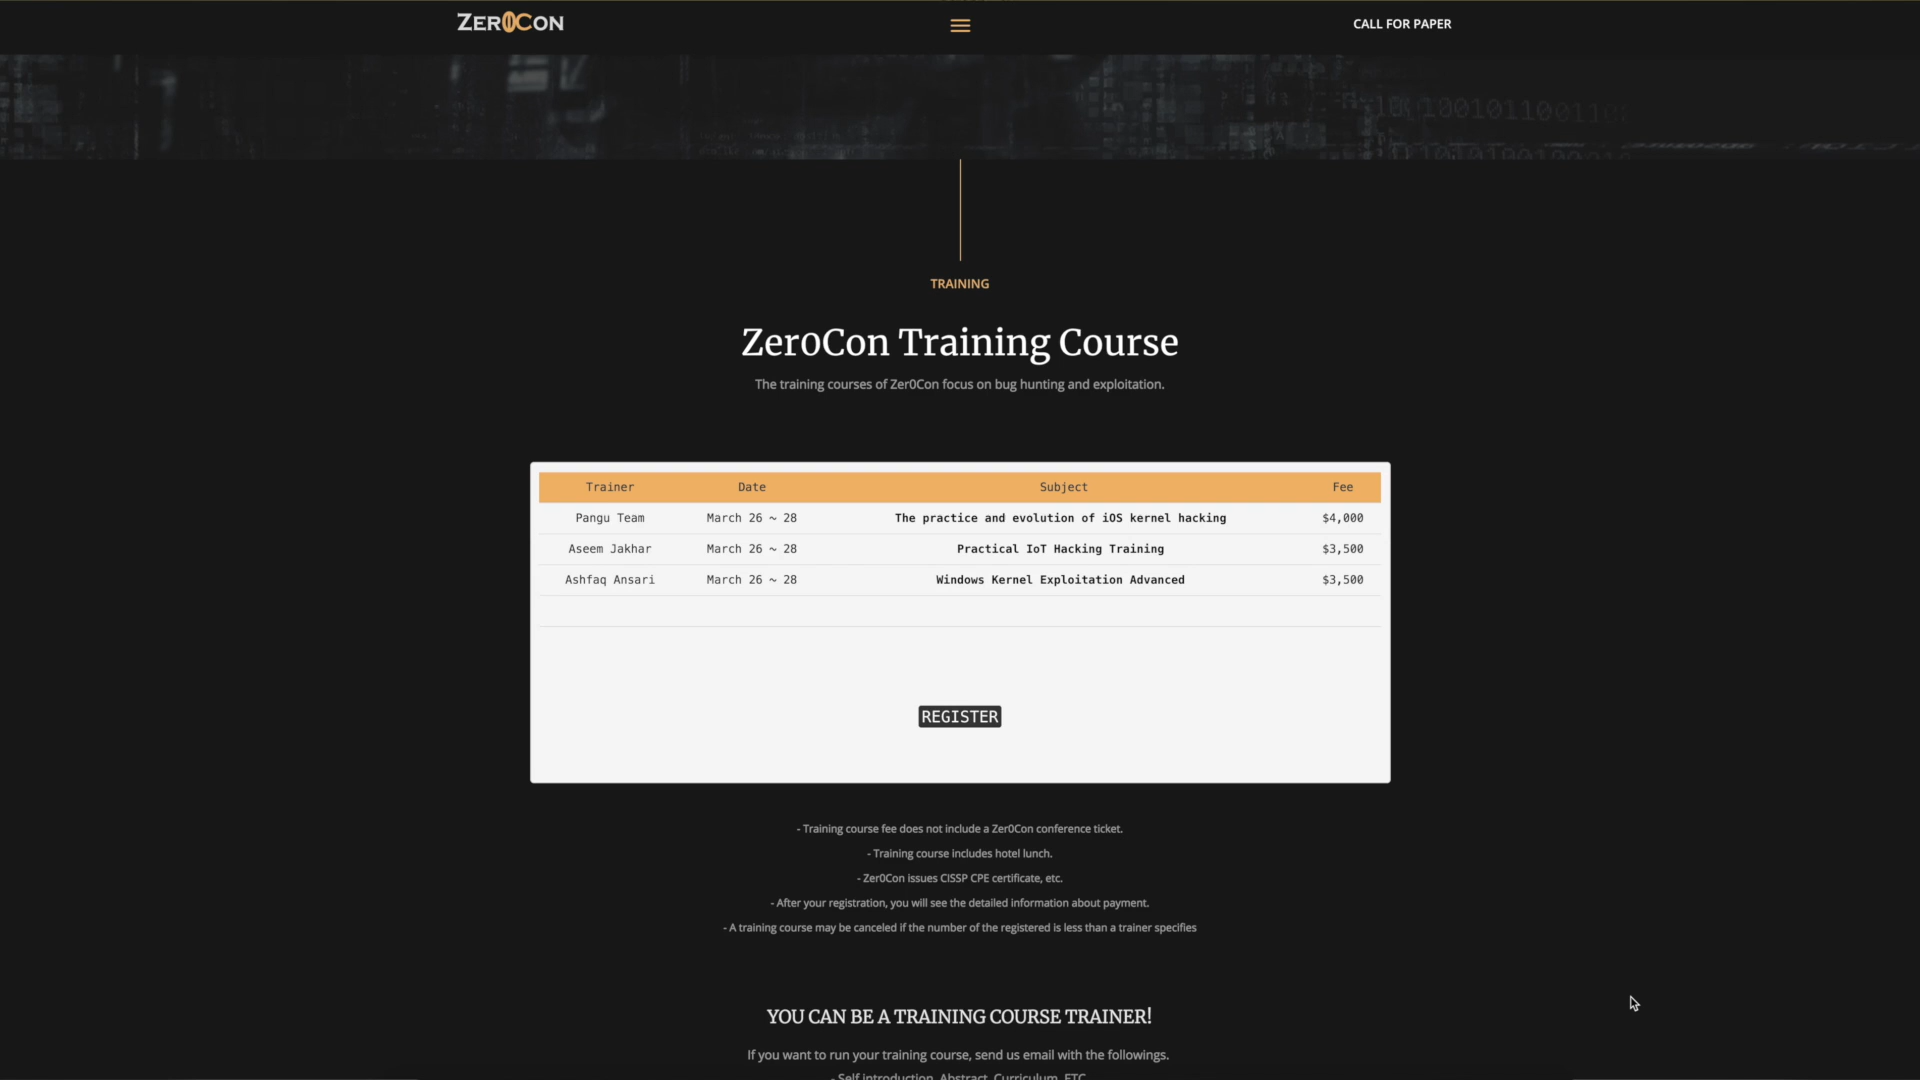 ZER0CON
CALL FOR PAPER
TRAINING
Zer0Con Training Course
The training courses of Zer0Con focus on bug hunting and exploitation.
Trainer Date Subject Fee
Pangu Team March 26 ~ 28 The practice and evolution of iOS kernel hacking $4,000
Aseem Jakhar March 26 ~ 28 Practical IoT Hacking Training $3,500
Ashfaq Ansari March 26 ~ 28 Windows Kernel Exploitation Advanced $3,500
REGISTER
- Training course fee does not include a Zer0Con conference ticket.
- Training course includes hotel lunch.
- Zer0Con issues CISSP CPE certificate, etc.
- After your registration, you will see the detailed information about payment.
- A training course may be canceled if the number of the registered is less than a trainer specifies
YOU CAN BE A TRAINING COURSE TRAINER!
If you want to run your training course, send us email with the followings.
- Self introduction, Abstract, Curriculum, ETC